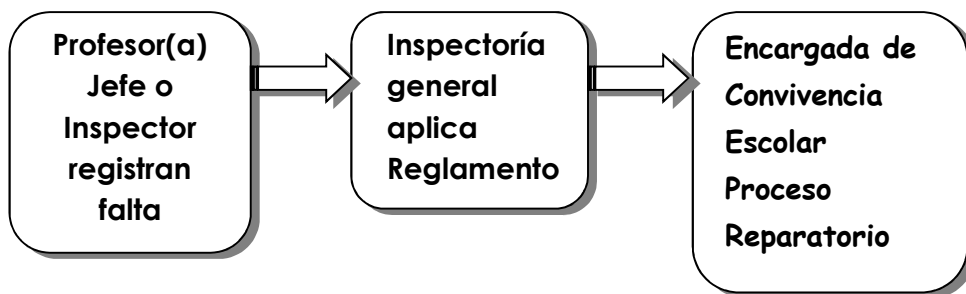 Profesor(a)
Jefe o
Inspector
registran
falta
Inspectoría
general
aplica
Reglamento
Encargada de
Convivencia
Escolar
Proceso
Reparatorio